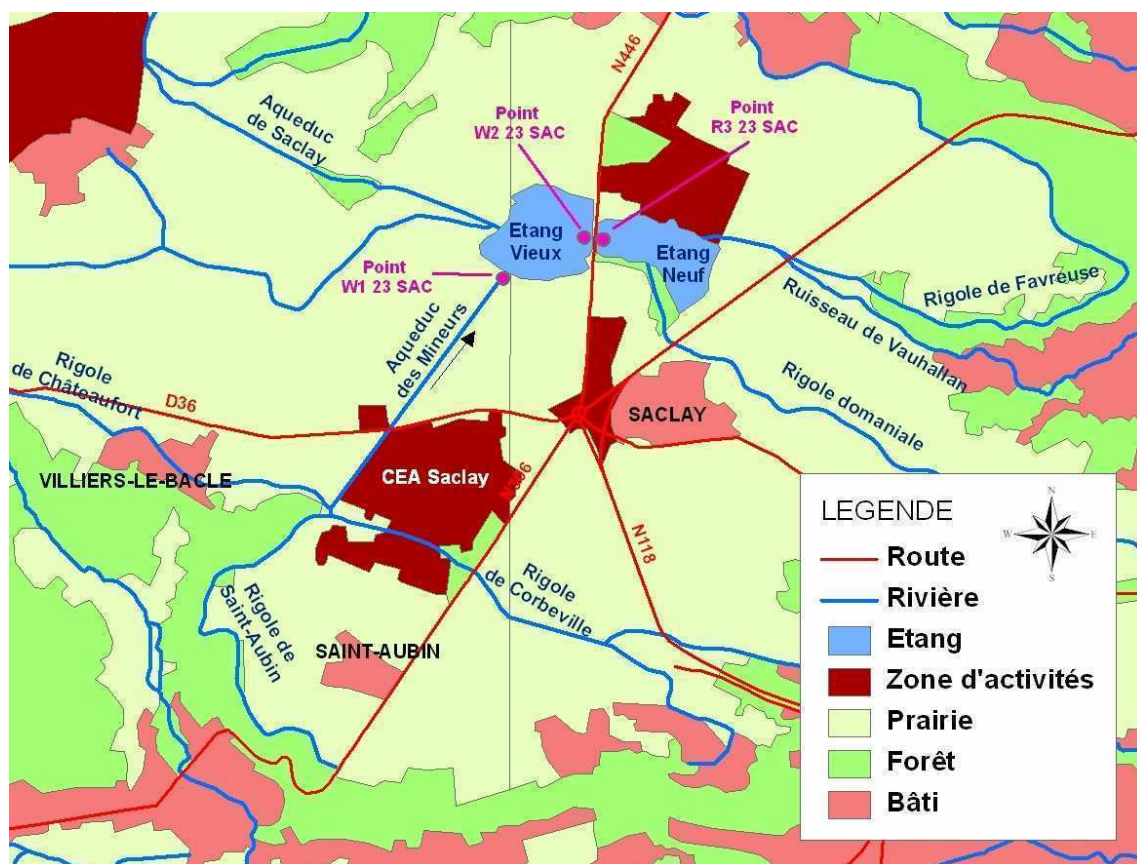 N446
Point
W2 23 SAC
Point
R3 23 SAC
Aqueduc
de Saclay
Etang
Vieux
Etang
Neuf
Point
W1 23 SAC
Rigole de Favreuse
Ruisseau de Vauhallan
Aqueduc
des Mineurs
Rigole
de Châteaufort
D36
Rigole domaniale
SACLAY
VILLIERS-LE-BACLE
CEA Saclay
N118
Rigole
de Corbeville
Rigole de
Saint-Aubin
SAINT-AUBIN
LEGENDE
N
W
E
S
Route
Rivière
Etang
Zone d'activités
Prairie
Forêt
Bâti